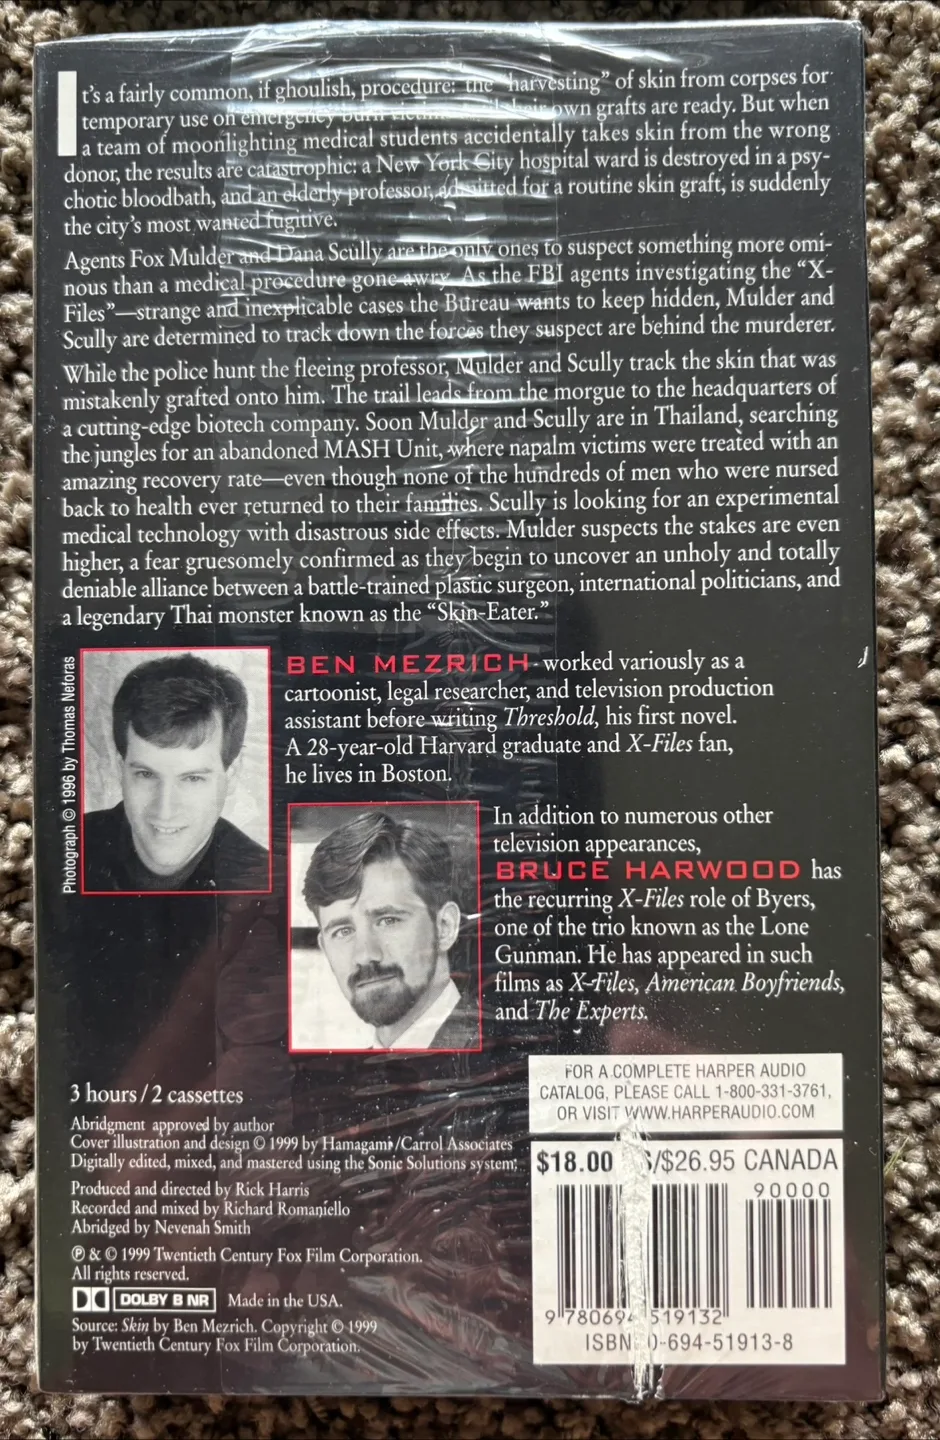 It's a fairly common, if ghoulish, procedure: the "harvesting" of skin from corpses for
temporary use on emergency burn victims until their own grafts are ready. But when
a team of moonlighting medical students accidentally takes skin from the wrong
donor, the results are catastrophic: a New York City hospital ward is destroyed in a psy-
chotic bloodbath, and an elderly professor, admitted for a routine skin graft, is suddenly
the city's most wanted fugitive.
Agents Fox Mulder and Dana Scully are the only ones to suspect something more omi-
nous than a medical procedure gone awry. As the FBI agents investigating the "X-
Files"—strange and inexplicable cases the Bureau wants to keep hidden, Mulder and
Scully are determined to track down the forces they suspect are behind the murderer.
While the police hunt the fleeing professor, Mulder and Scully track the skin that was
mistakenly grafted onto him. The trail leads from the morgue to the headquarters of
a cutting-edge biotech company. Soon Mulder and Scully are in Thailand, searching
the jungles for an abandoned MASH Unit, where napalm victims were treated with an
amazing recovery rate—even though none of the hundreds of men who were nursed
back to health ever returned to their families. Scully is looking for an experimental
medical technology with disastrous side effects. Mulder suspects the stakes are even
higher, a fear gruesomely confirmed as they begin to uncover an unholy and totally
deniable alliance between a battle-trained plastic surgeon, international politicians, and
a legendary Thai monster known as the "Skin-Eater."
Photograph © 1996 by Thomas Neforas
BEN MEZRICH worked variously as a
cartoonist, legal researcher, and television production
assistant before writing Threshold, his first novel.
A 28-year-old Harvard graduate and X-Files fan,
he lives in Boston.
In addition to numerous other
television appearances,
BRUCE HARWOOD has
the recurring X-Files role of Byers,
one of the trio known as the Lone
Gunman. He has appeared in such
films as X-Files, American Boyfriends,
and The Experts.
3 hours / 2 cassettes
Abridgment approved by author
Cover illustration and design © 1999 by Hamagami/Carrol Associates
Digitally edited, mixed, and mastered using the Sonic Solutions system.
Produced and directed by Rick Harris
Recorded and mixed by Richard Romaniello
Abridged by Nevenah Smith
℗ & © 1999 Twentieth Century Fox Film Corporation.
All rights reserved.
DOLBY B NR Made in the USA.
Source: Skin by Ben Mezrich. Copyright © 1999
by Twentieth Century Fox Film Corporation.
FOR A COMPLETE HARPER AUDIO
CATALOG, PLEASE CALL 1-800-331-3761,
OR VISIT WWW.HARPERAUDIO.COM
$18.00 /$26.95 CANADA
90000
9 780694 519132
ISBN 0-694-51913-8